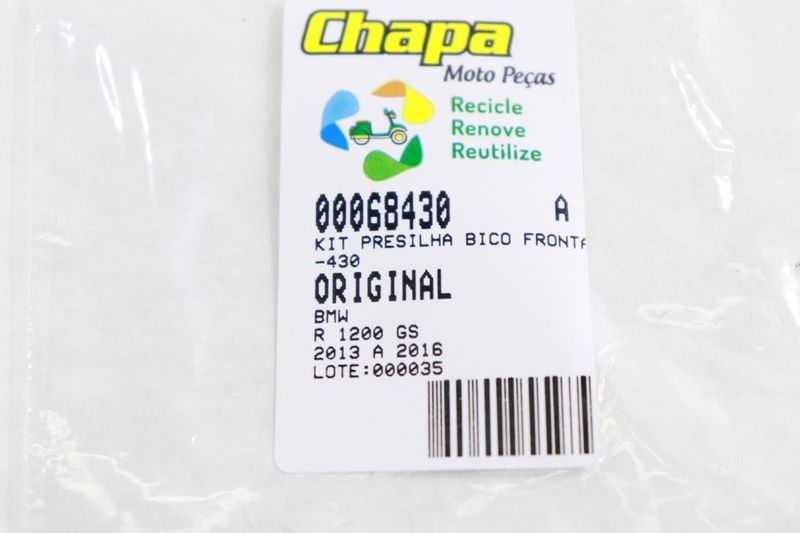 Chapa
Moto Peças
Recicle
Renove
Reutilize
00068430 A
KIT PRESILHA BICO FRONTA
-430
ORIGINAL
BMW
R 1200 GS
2013 A 2016
LOTE:000035